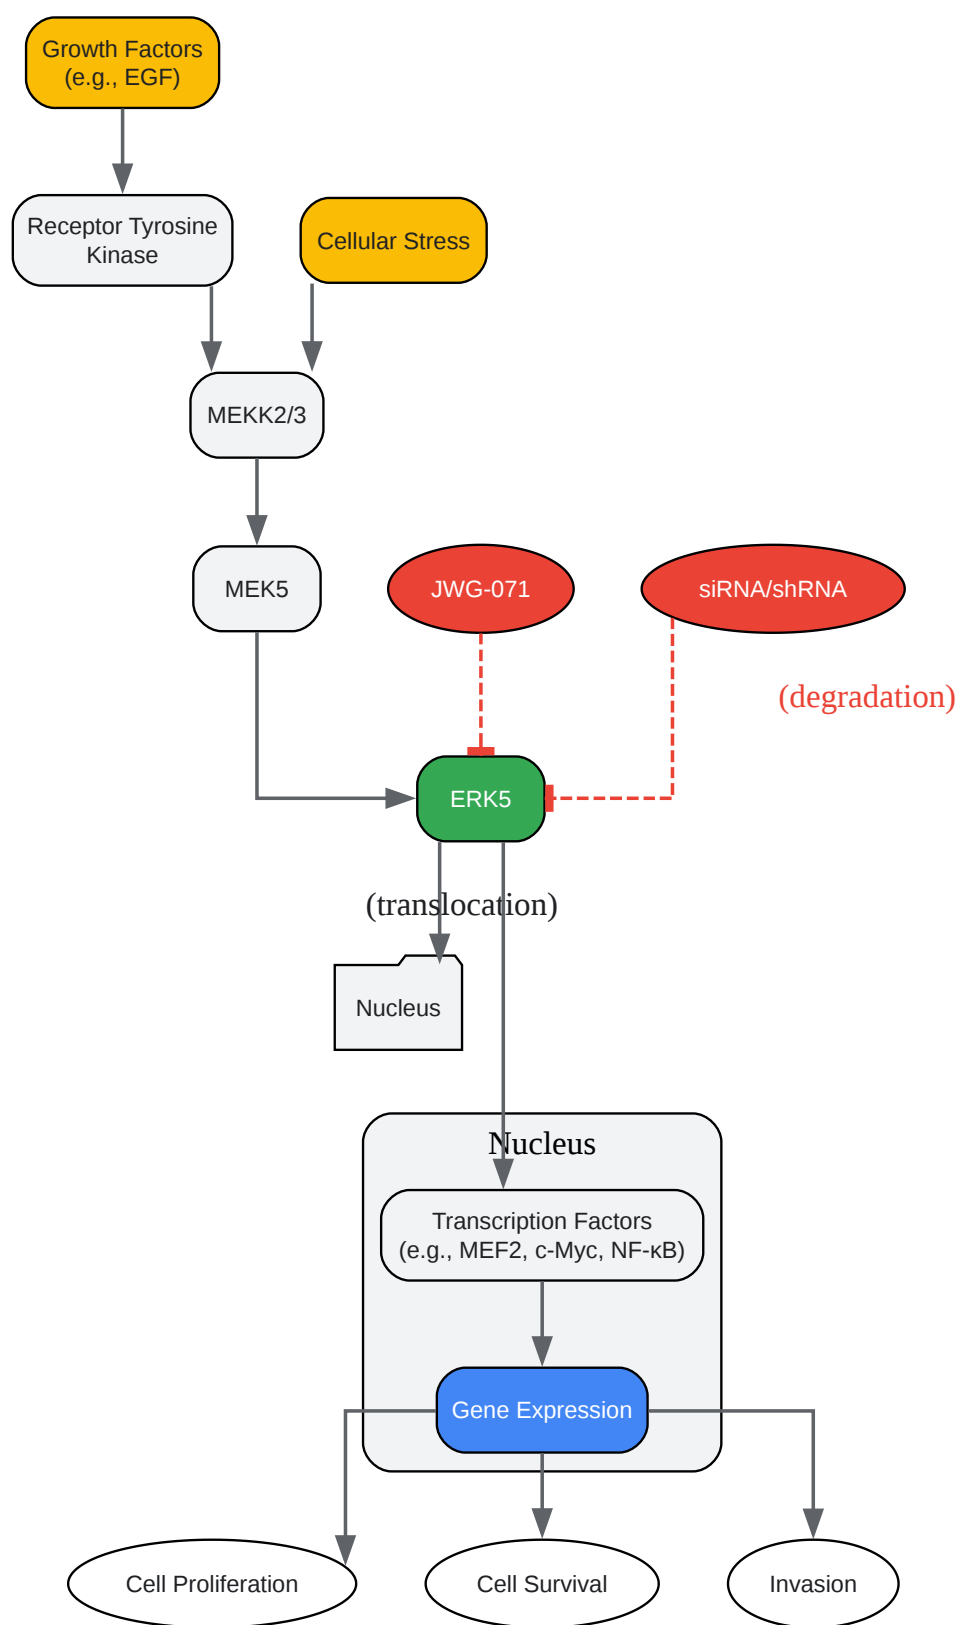 Growth Factors
(e.g., EGF)
Receptor Tyrosine
Kinase
Cellular Stress
MEKK2/3
MEK5
JWG-071
siRNA/shRNA
(degradation)
ERK5
(translocation)
Nucleus
Nucleus
Transcription Factors
(e.g., MEF2, c-Myc, NF-κB)
Gene Expression
Cell Proliferation
Cell Survival
Invasion